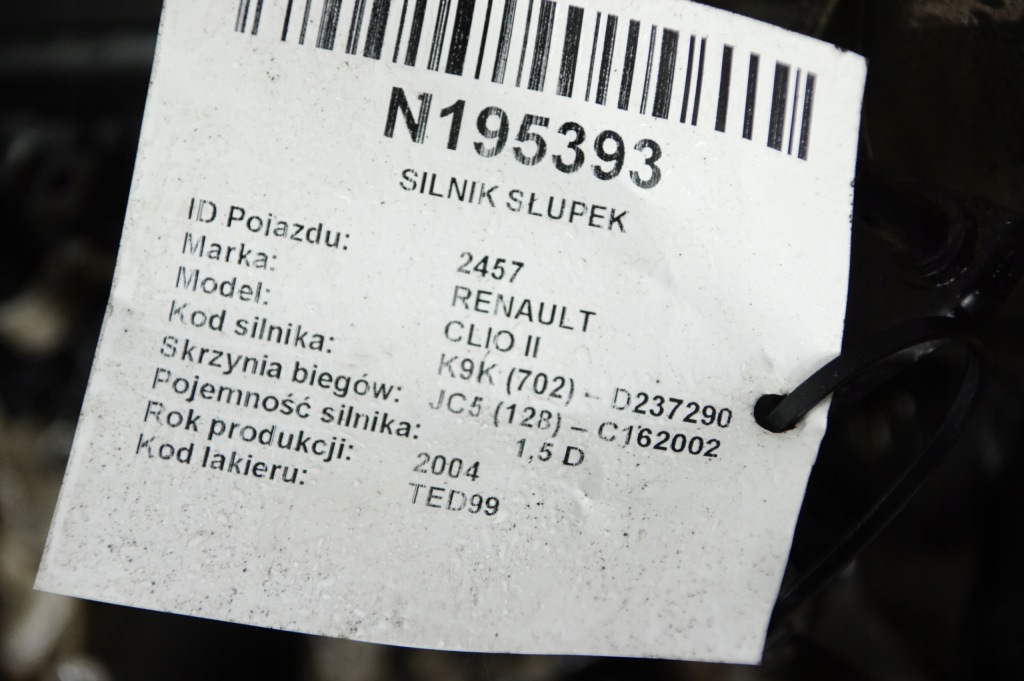 N195393
SILNIK SŁUPEK
ID Pojazdu: 2457
Marka: RENAULT
Model: CLIO II
Kod silnika: K9K (702) – D237290
Skrzynia biegów: JC5 (128) – C162002
Pojemność silnika: 1,5 D
Rok produkcji: 2004
Kod lakieru: TED99